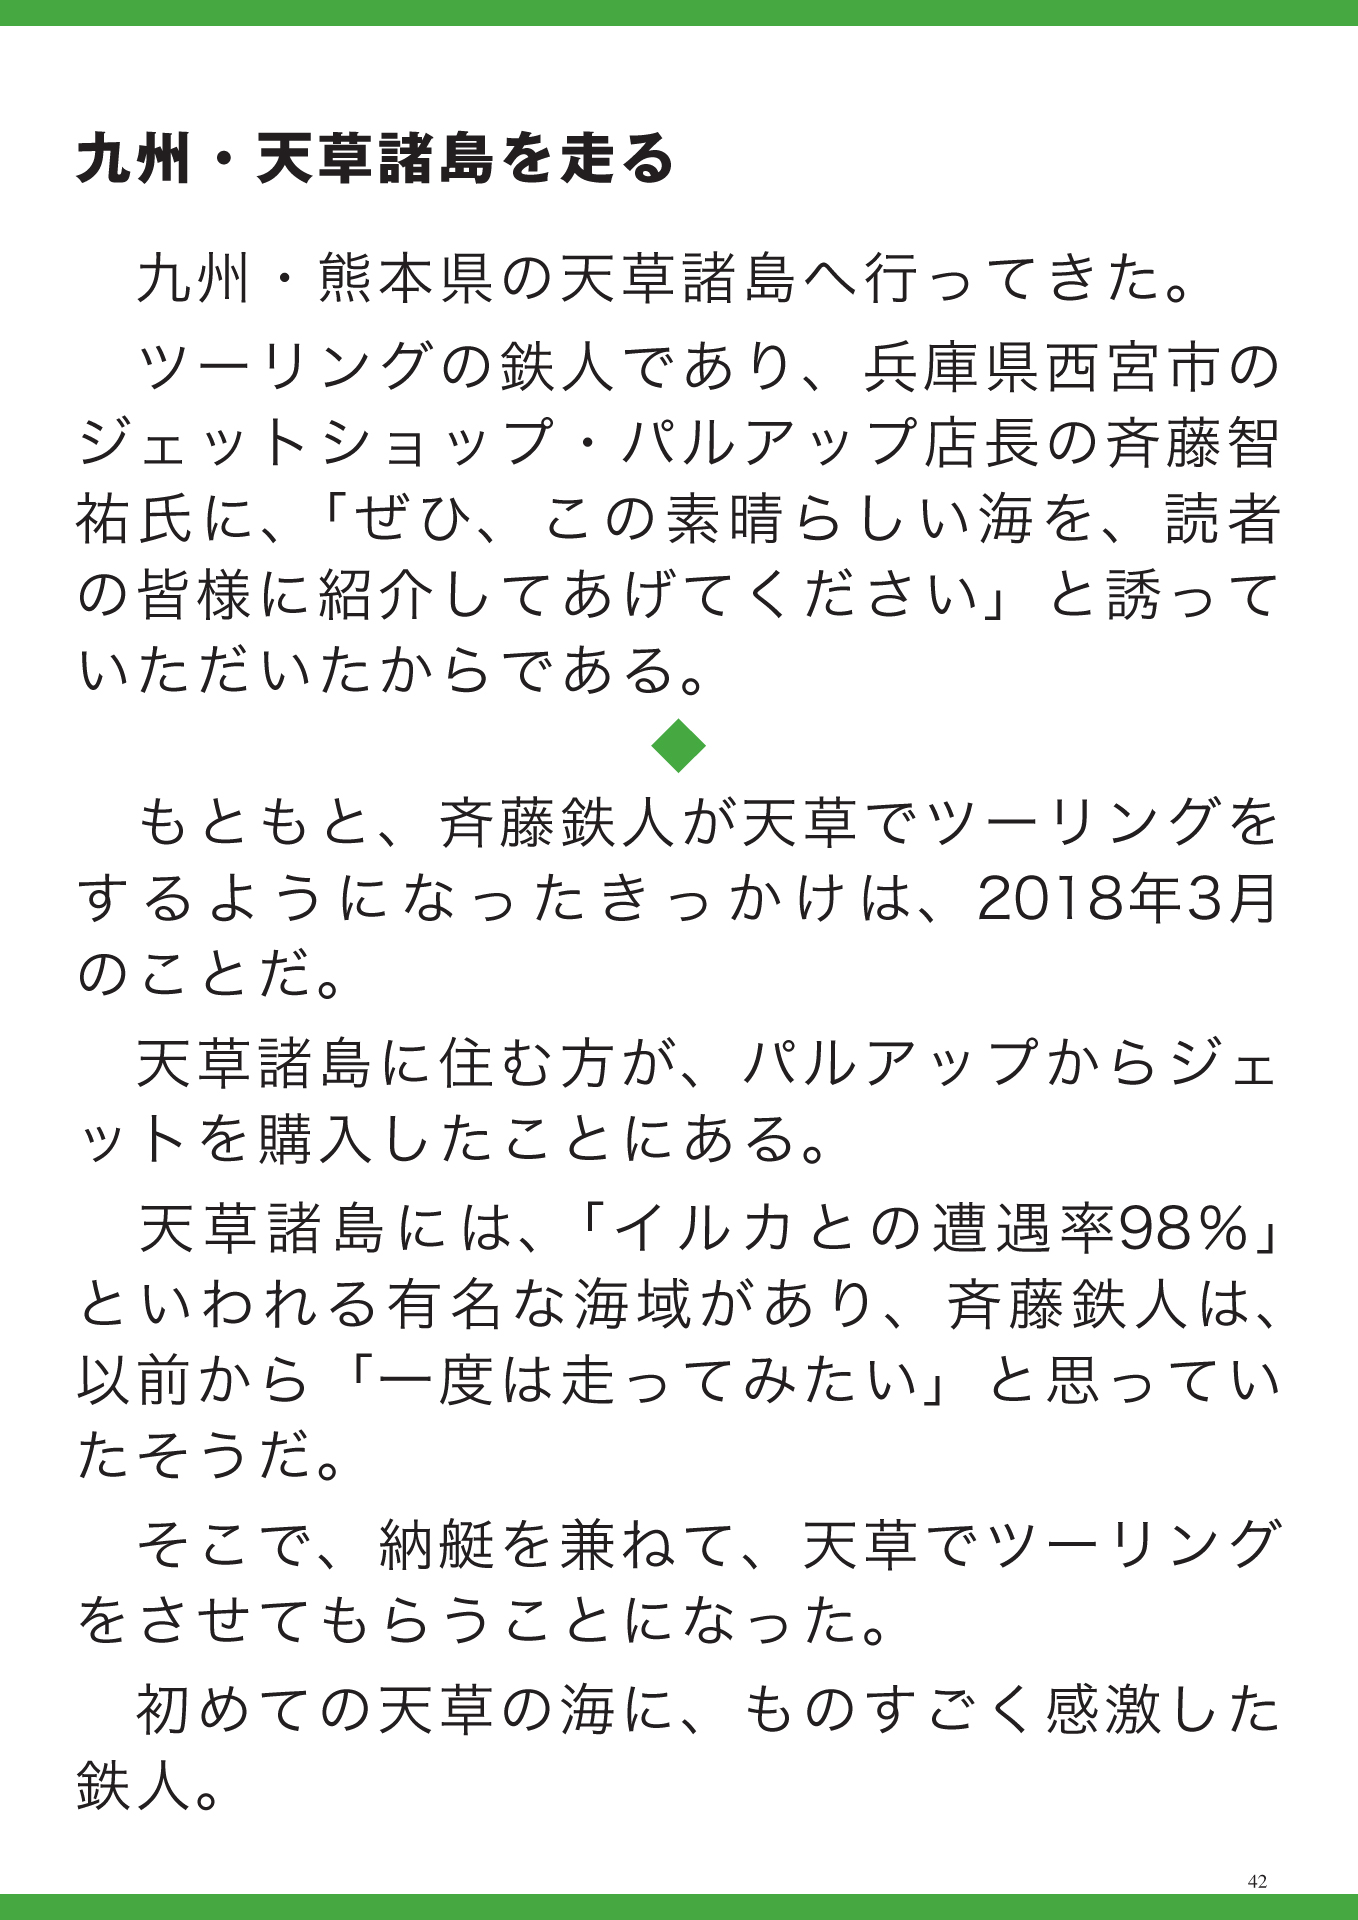 九州・天草諸島を走る
九州・熊本県の天草諸島へ行ってきた。
ツーリングの鉄人であり、兵庫県西宮市の
ジェットショップ・パルアップ店長の斉藤智
祐氏に、「ぜひ、この素晴らしい海を、読者
の皆様に紹介してあげてください」と誘って
いただいたからである。
◆
もともと、斉藤鉄人が天草でツーリングを
するようになったきっかけは、2018年3月
のことだ。
天草諸島に住む方が、パルアップからジェ
ットを購入したことにある。
天草諸島には、「イルカとの遭遇率98％」
といわれる有名な海域があり、斉藤鉄人は、
以前から「一度は走ってみたい」と思ってい
たそうだ。
そこで、納艇を兼ねて、天草でツーリング
をさせてもらうことになった。
初めての天草の海に、ものすごく感激した
鉄人。
42